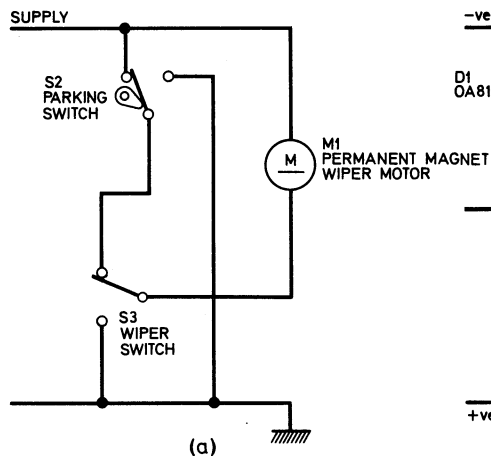 SUPPLY
-ve
S2
PARKING
SWITCH
D1
OA81
M
M1
PERMANENT MAGNET
WIPER MOTOR
S3
WIPER
SWITCH
+ve
(a)